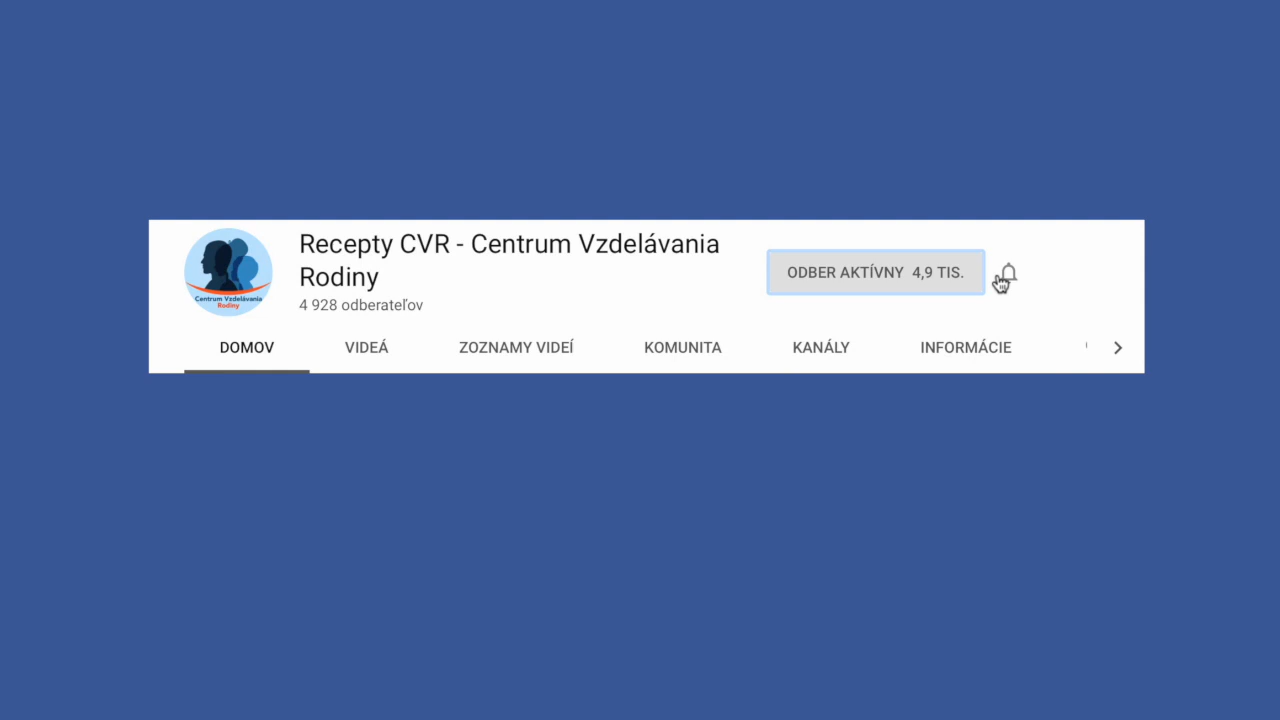 Recepty CVR - Centrum Vzdelávania
Rodiny
4 928 odberateľov
ODBER AKTÍVNY 4,9 TIS.
Centrum Vzdelávania
Rodiny
DOMOV VIDEÁ ZOZNAMY VIDEÍ KOMUNITA KANÁLY INFORMÁCIE